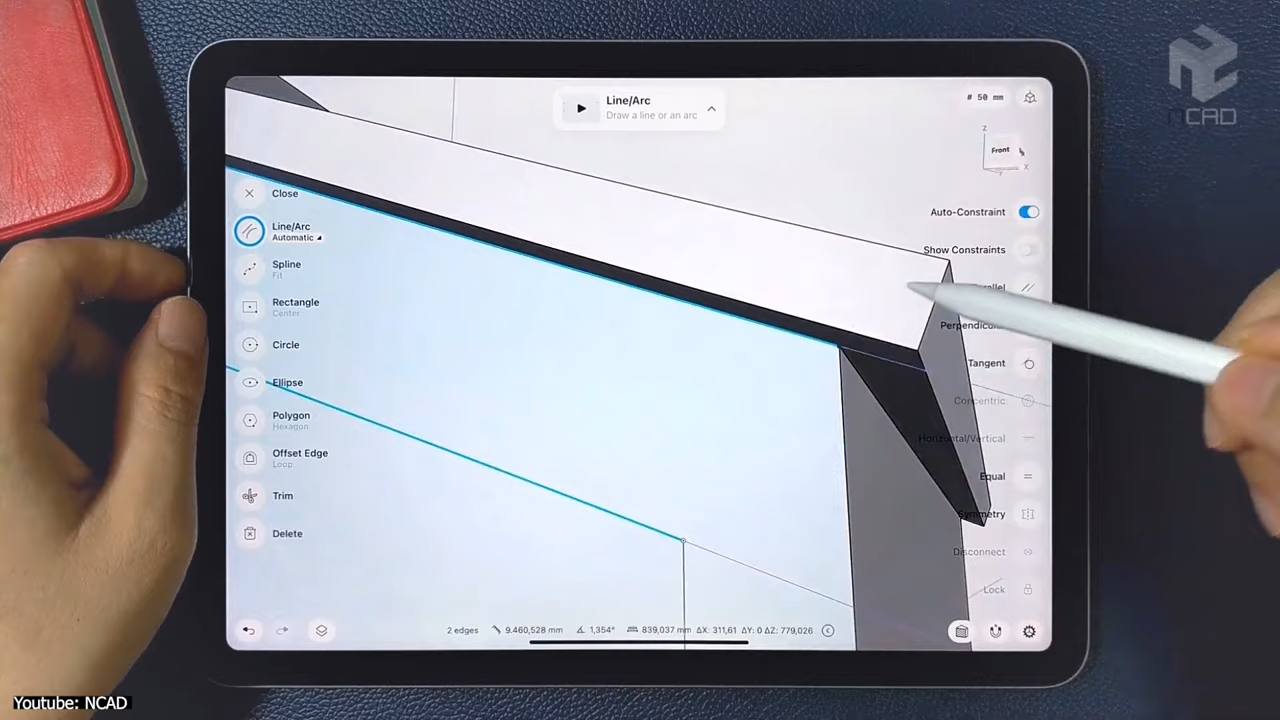 NCAD
Line/Arc
Draw a line or an arc
# 50 mm
Z
Front
X
Close
Line/Arc
Automatic
Spline
Fit
Rectangle
Center
Circle
Ellipse
Polygon
Hexagon
Offset Edge
Loop
Trim
Delete
Auto-Constraint
Show Constraints
Parallel
Perpendicular
Tangent
Concentric
Horizontal/Vertical
Equal
Symmetry
Disconnect
Lock
2 edges 9.460,528 mm 1,354° 839,037 mm ΔX: 311,61 ΔY: 0 ΔZ: 779,026
Youtube: NCAD